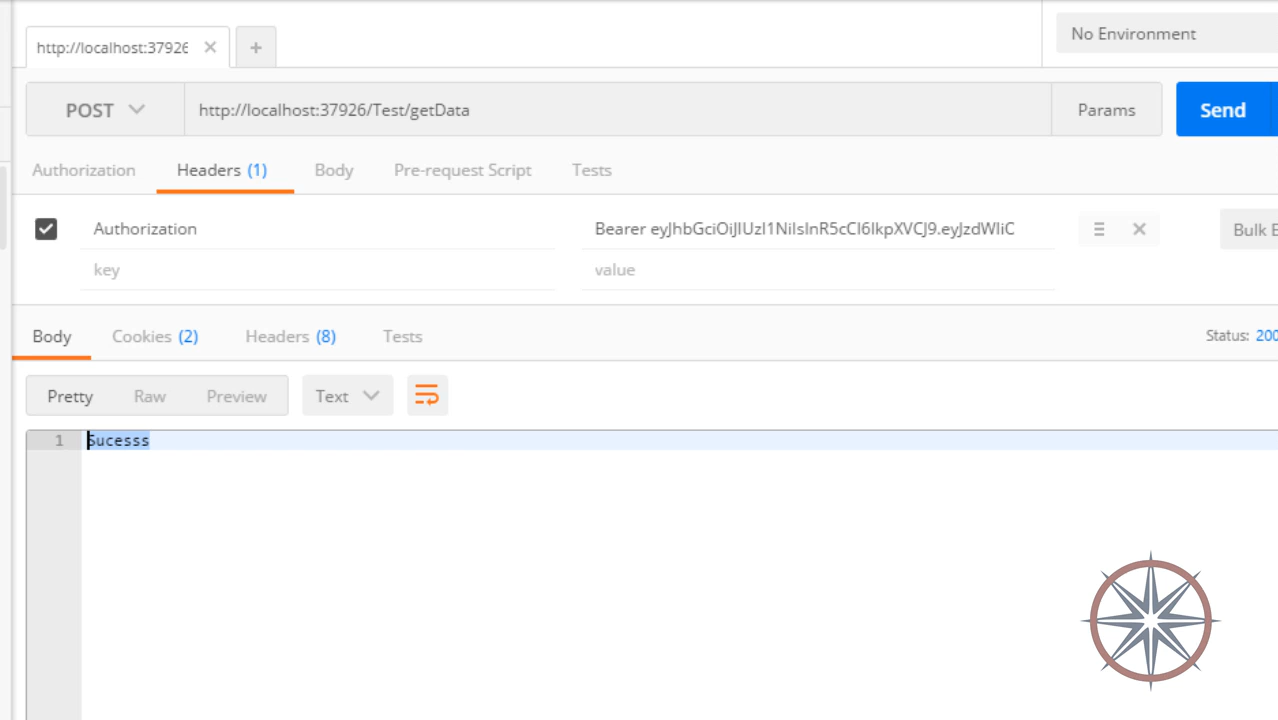 http://localhost:37926
No Environment
POST http://localhost:37926/Test/getData Params Send
Authorization Headers (1) Body Pre-request Script Tests
Authorization Bearer eyJhbGciOiJIUzI1NiIsInR5cCI6IkpXVCJ9.eyJzdWIiC
key value
Bulk E
Body Cookies (2) Headers (8) Tests Status: 200
Pretty Raw Preview Text
1 Sucesss